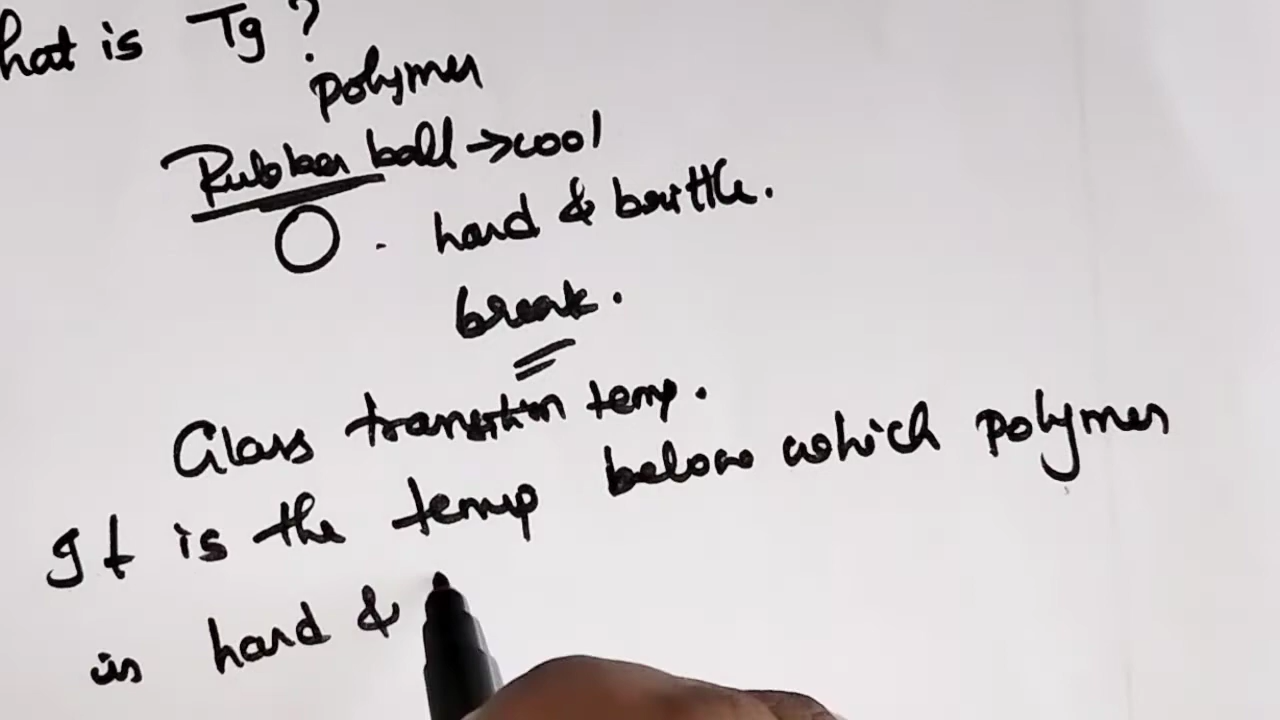 hat is Tg?
polymer
Rubber ball → cool
hard & brittle.
break.
Glass transition temp.
It is the temp below which polymer
is hard &